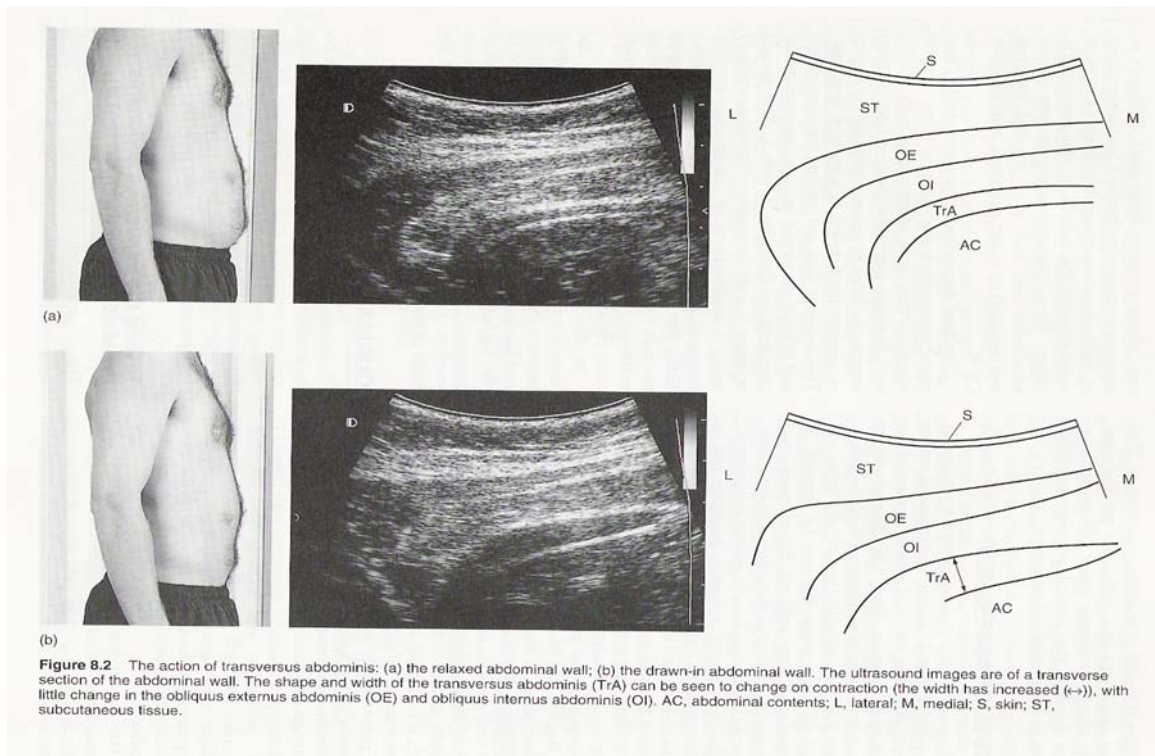 S
ST
L
M
OE
OI
TrA
AC
(a)
S
ST
L
M
OE
OI
TrA
AC
(b)
Figure 8.2 The action of transversus abdominis: (a) the relaxed abdominal wall; (b) the drawn-in abdominal wall. The ultrasound images are of a transverse
section of the abdominal wall. The shape and width of the transversus abdominis (TrA) can be seen to change on contraction (the width has increased (↔)), with
little change in the obliquus externus abdominis (OE) and obliquus internus abdominis (OI). AC, abdominal contents; L, lateral; M, medial; S, skin; ST,
subcutaneous tissue.